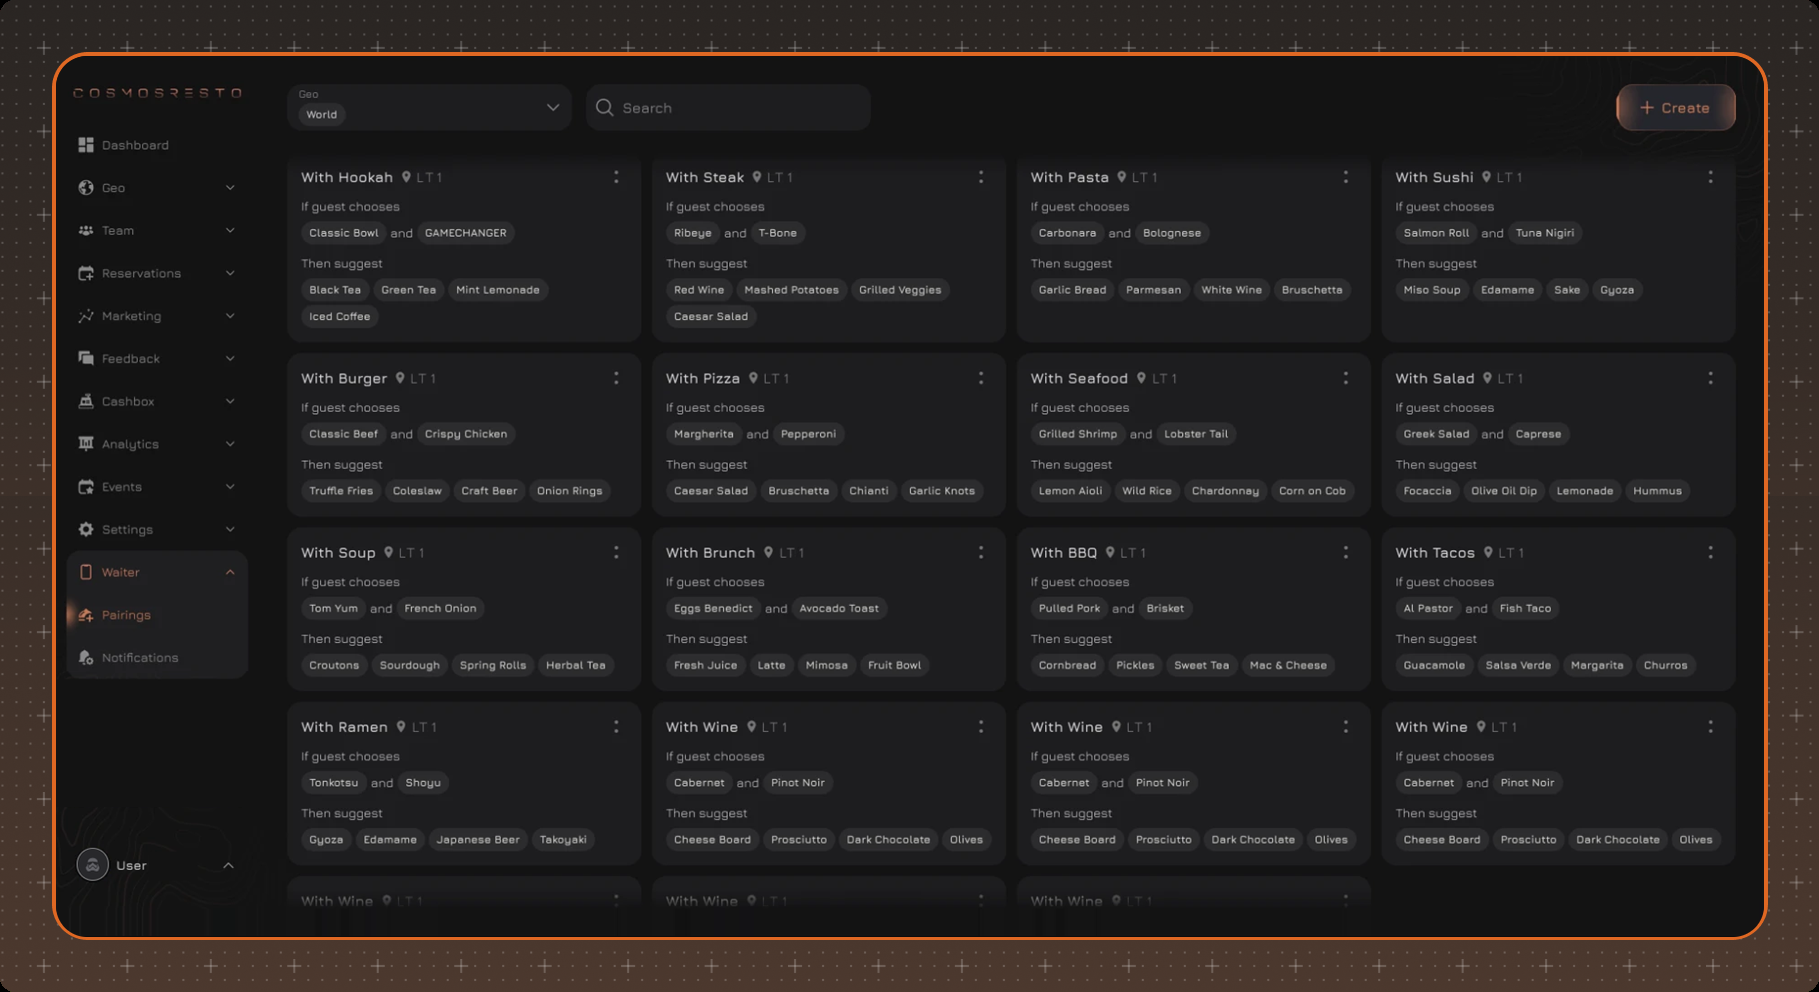 COSMOSRESTO
Geo
World
Search
+ Create
Dashboard
Geo
Team
Reservations
Marketing
Feedback
Cashbox
Analytics
Events
Settings
Waiter
Pairings
Notifications
User
With Hookah LT 1
If guest chooses
Classic Bowl and GAMECHANGER
Then suggest
Black Tea Green Tea Mint Lemonade
Iced Coffee
With Steak LT 1
If guest chooses
Ribeye and T-Bone
Then suggest
Red Wine Mashed Potatoes Grilled Veggies
Caesar Salad
With Pasta LT 1
If guest chooses
Carbonara and Bolognese
Then suggest
Garlic Bread Parmesan White Wine Bruschetta
With Sushi LT 1
If guest chooses
Salmon Roll and Tuna Nigiri
Then suggest
Miso Soup Edamame Sake Gyoza
With Burger LT 1
If guest chooses
Classic Beef and Crispy Chicken
Then suggest
Truffle Fries Coleslaw Craft Beer Onion Rings
With Pizza LT 1
If guest chooses
Margherita and Pepperoni
Then suggest
Caesar Salad Bruschetta Chianti Garlic Knots
With Seafood LT 1
If guest chooses
Grilled Shrimp and Lobster Tail
Then suggest
Lemon Aioli Wild Rice Chardonnay Corn on Cob
With Salad LT 1
If guest chooses
Greek Salad and Caprese
Then suggest
Focaccia Olive Oil Dip Lemonade Hummus
With Soup LT 1
If guest chooses
Tom Yum and French Onion
Then suggest
Croutons Sourdough Spring Rolls Herbal Tea
With Brunch LT 1
If guest chooses
Eggs Benedict and Avocado Toast
Then suggest
Fresh Juice Latte Mimosa Fruit Bowl
With BBQ LT 1
If guest chooses
Pulled Pork and Brisket
Then suggest
Cornbread Pickles Sweet Tea Mac & Cheese
With Tacos LT 1
If guest chooses
Al Pastor and Fish Taco
Then suggest
Guacamole Salsa Verde Margarita Churros
With Ramen LT 1
If guest chooses
Tonkotsu and Shoyu
Then suggest
Gyoza Edamame Japanese Beer Takoyaki
With Wine LT 1
If guest chooses
Cabernet and Pinot Noir
Then suggest
Cheese Board Prosciutto Dark Chocolate Olives
With Wine LT 1
If guest chooses
Cabernet and Pinot Noir
Then suggest
Cheese Board Prosciutto Dark Chocolate Olives
With Wine LT 1
If guest chooses
Cabernet and Pinot Noir
Then suggest
Cheese Board Prosciutto Dark Chocolate Olives
With Wine LT 1
With Wine LT 1
With Wine LT 1